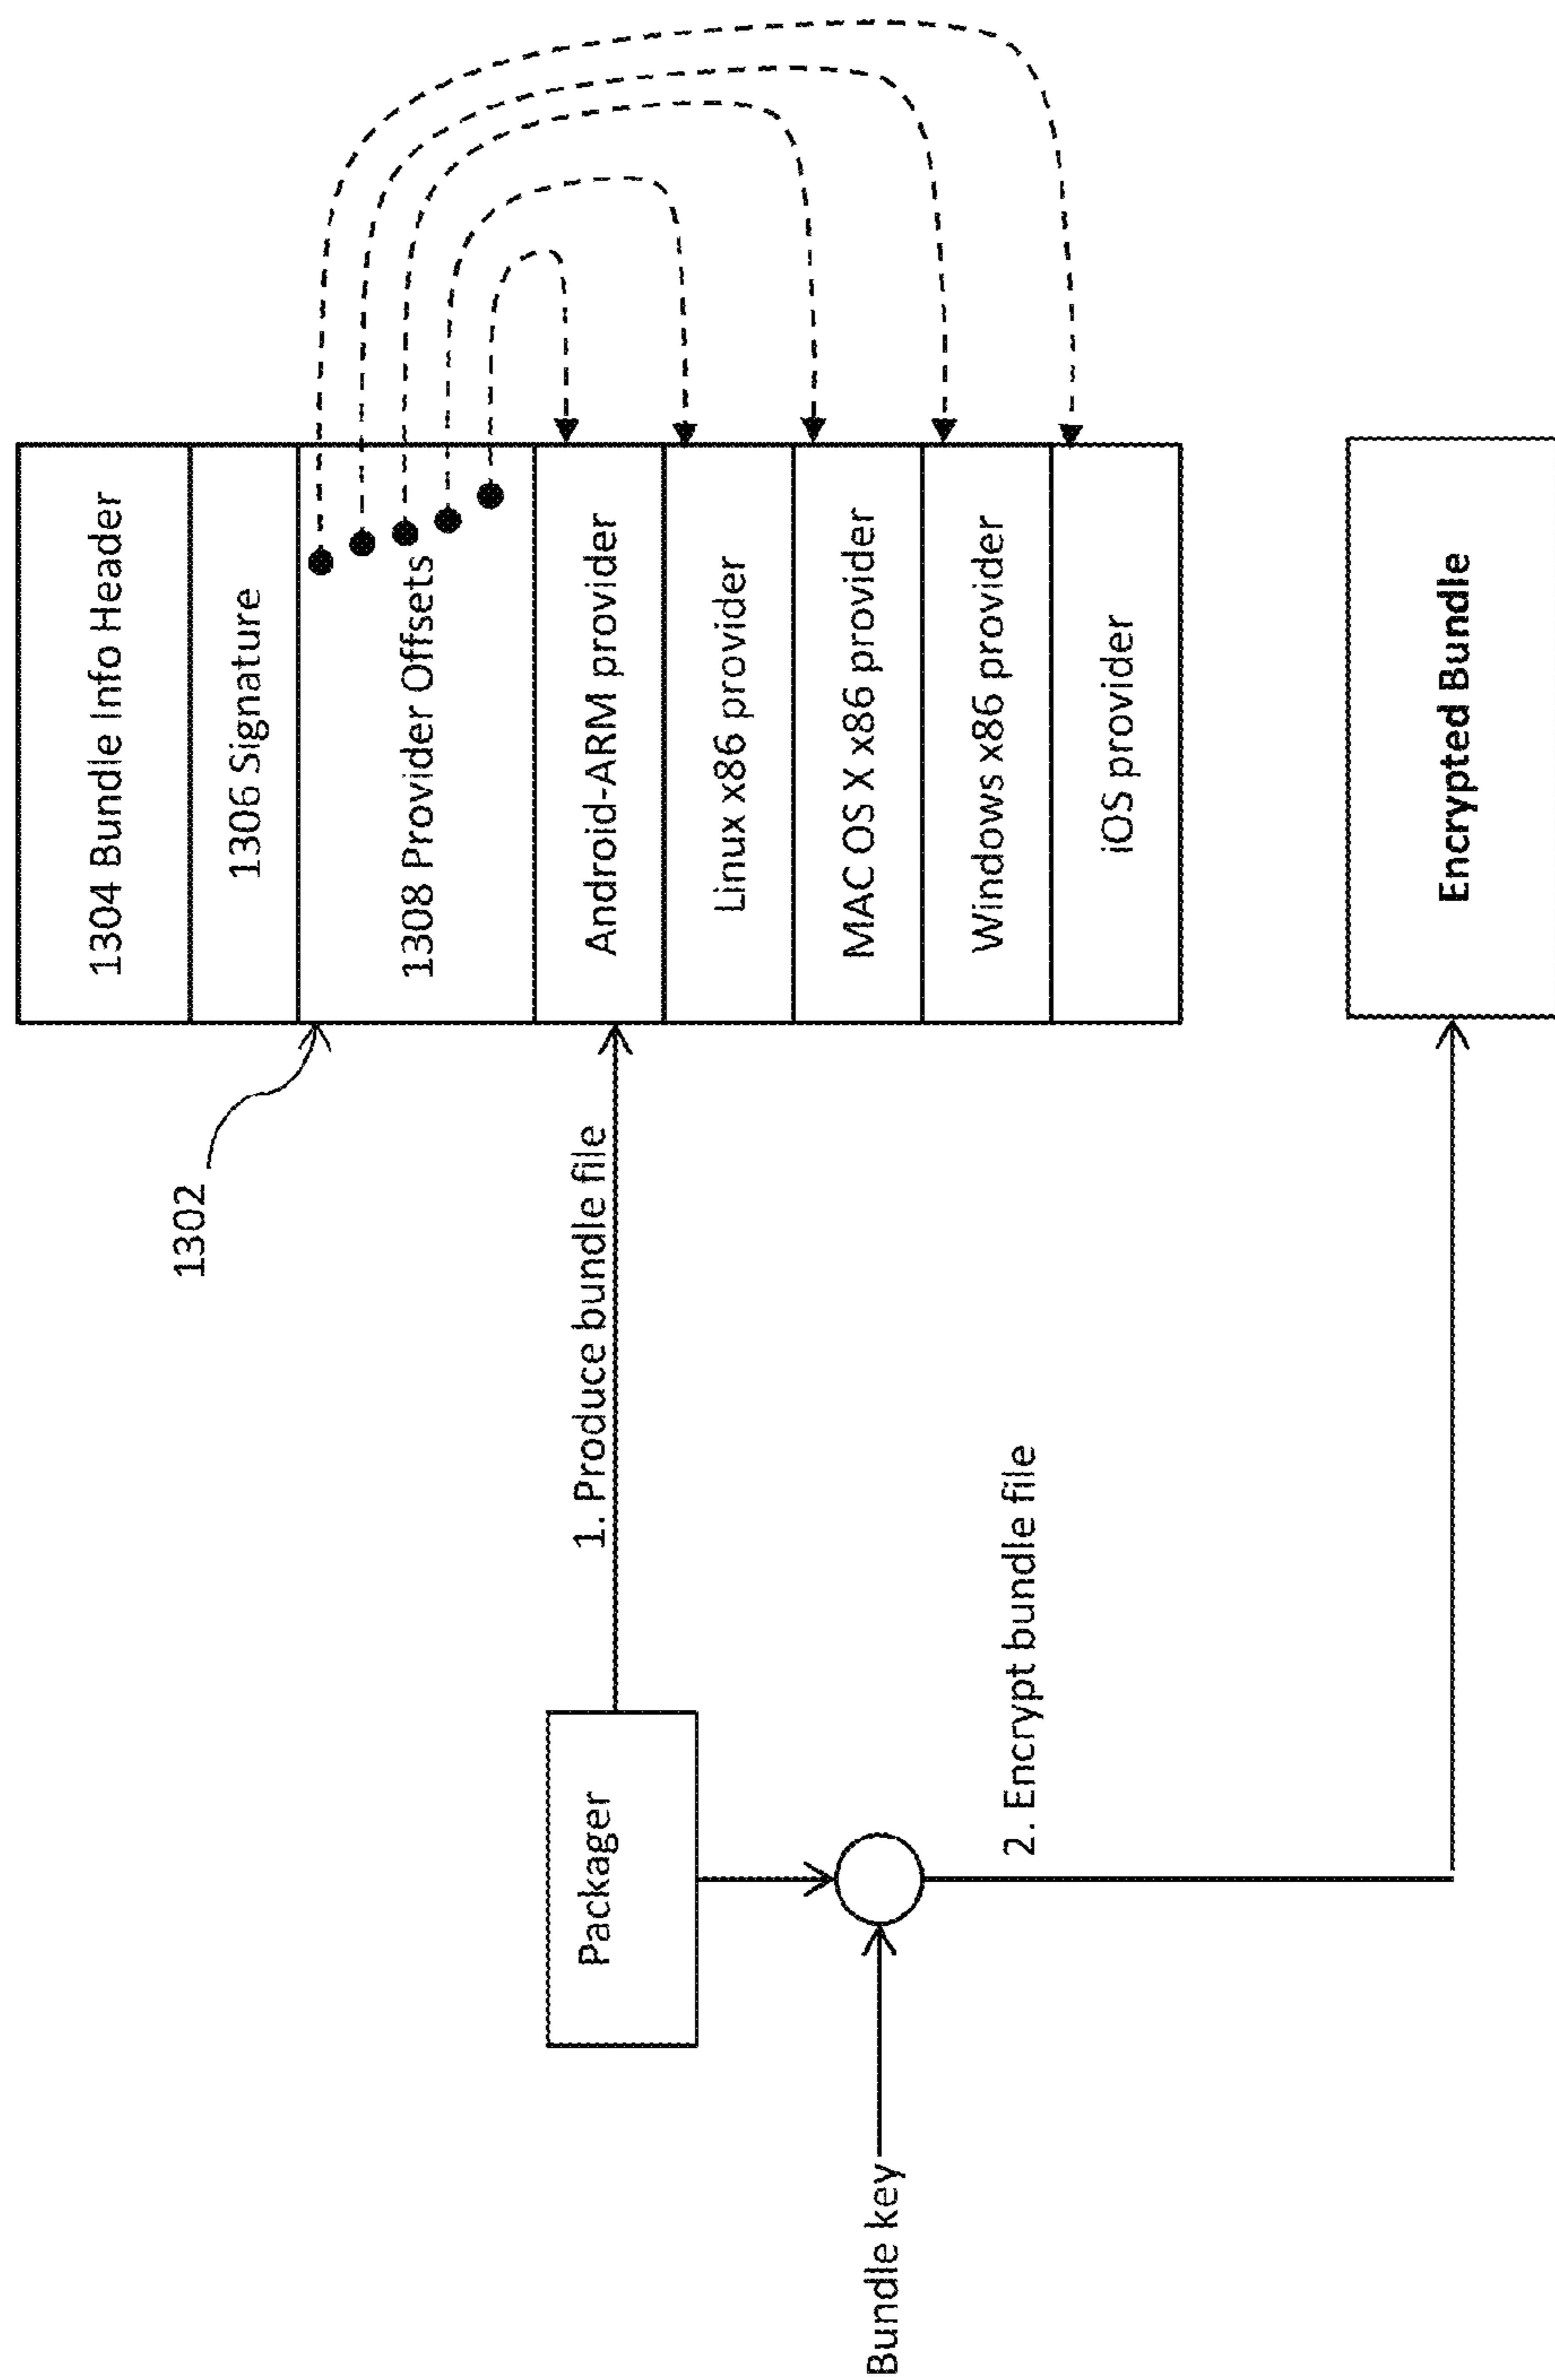 1302
1304 Bundle Info Header
1306 Signature
1308 Provider Offsets
Android-ARM provider
Linux x86 provider
MAC OS X x86 provider
Windows x86 provider
iOS provider
1. Produce bundle file
Packager
Bundle key
2. Encrypt bundle file
Encrypted Bundle